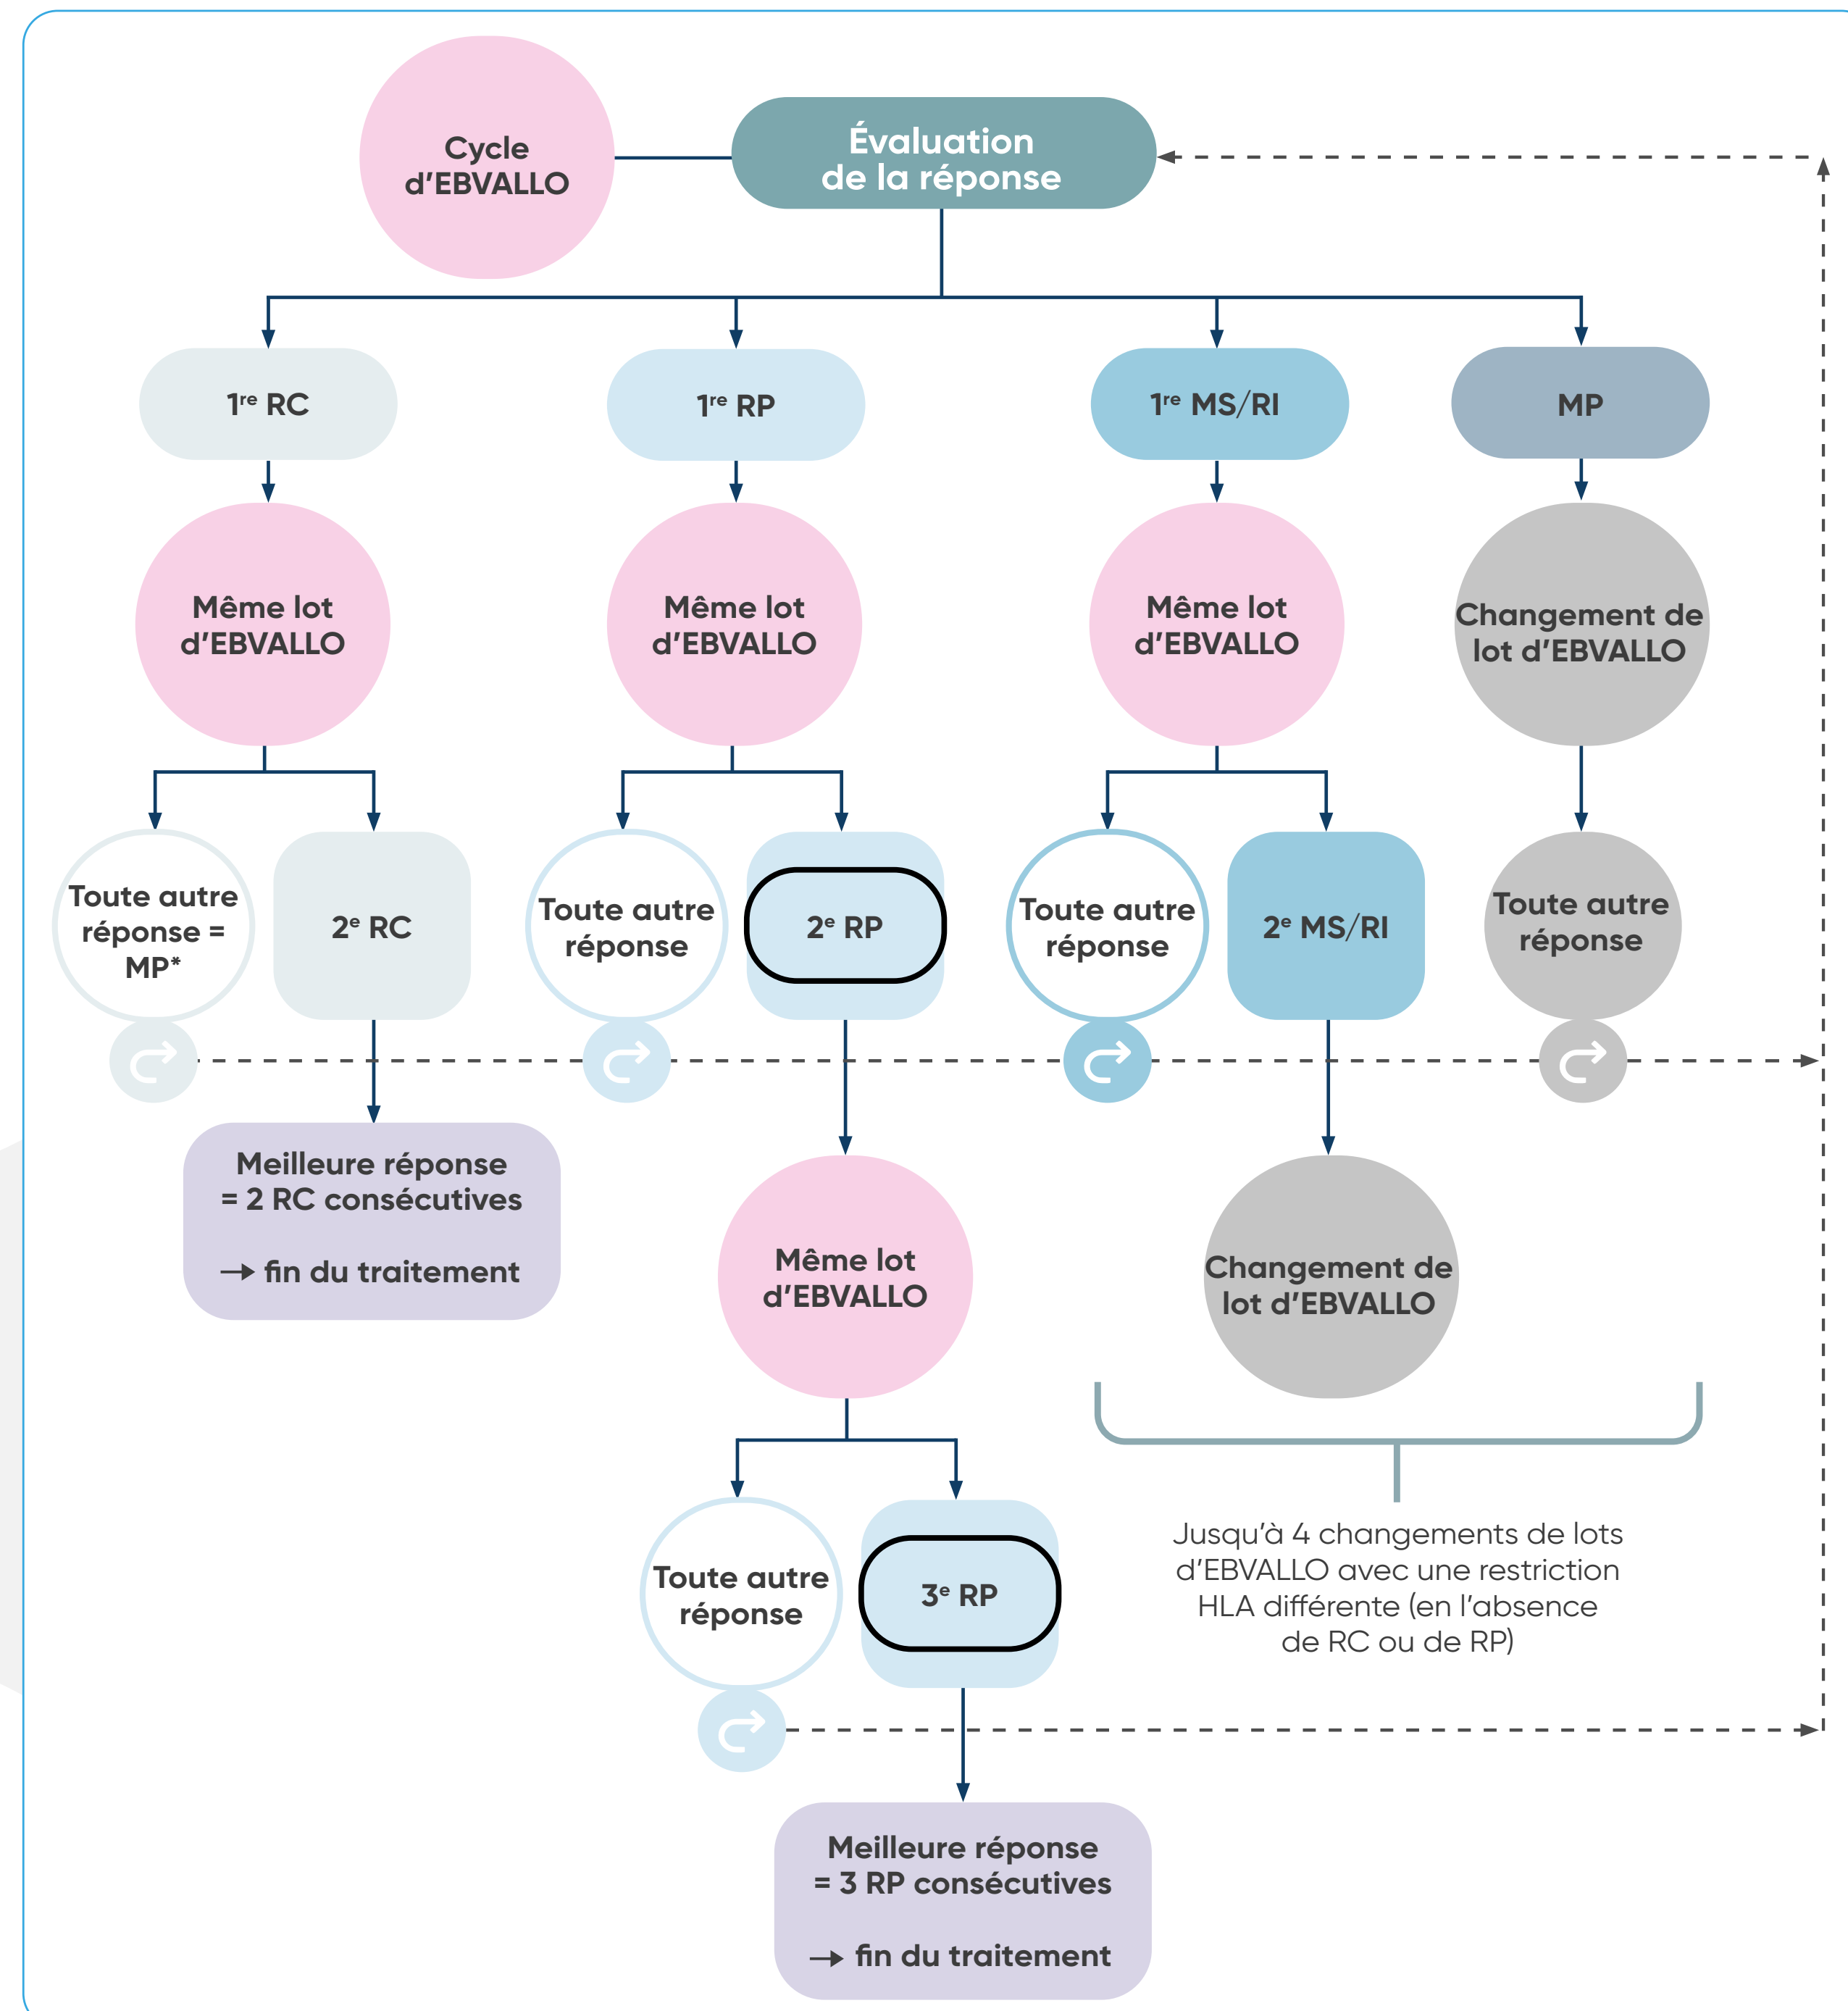 Cycle
d’EBVALLO
Évaluation
de la réponse
1re RC
1re RP
1re MS/RI
MP
Même lot
d’EBVALLO
Même lot
d’EBVALLO
Même lot
d’EBVALLO
Changement de
lot d’EBVALLO
Toute autre
réponse =
MP*
2e RC
Toute autre
réponse
2e RP
Toute autre
réponse
2e MS/RI
Toute autre
réponse
Meilleure réponse
= 2 RC consécutives
→ fin du traitement
Même lot
d’EBVALLO
Changement de
lot d’EBVALLO
Toute autre
réponse
3e RP
Jusqu’à 4 changements de lots
d’EBVALLO avec une restriction
HLA différente (en l’absence
de RC ou de RP)
Meilleure réponse
= 3 RP consécutives
→ fin du traitement